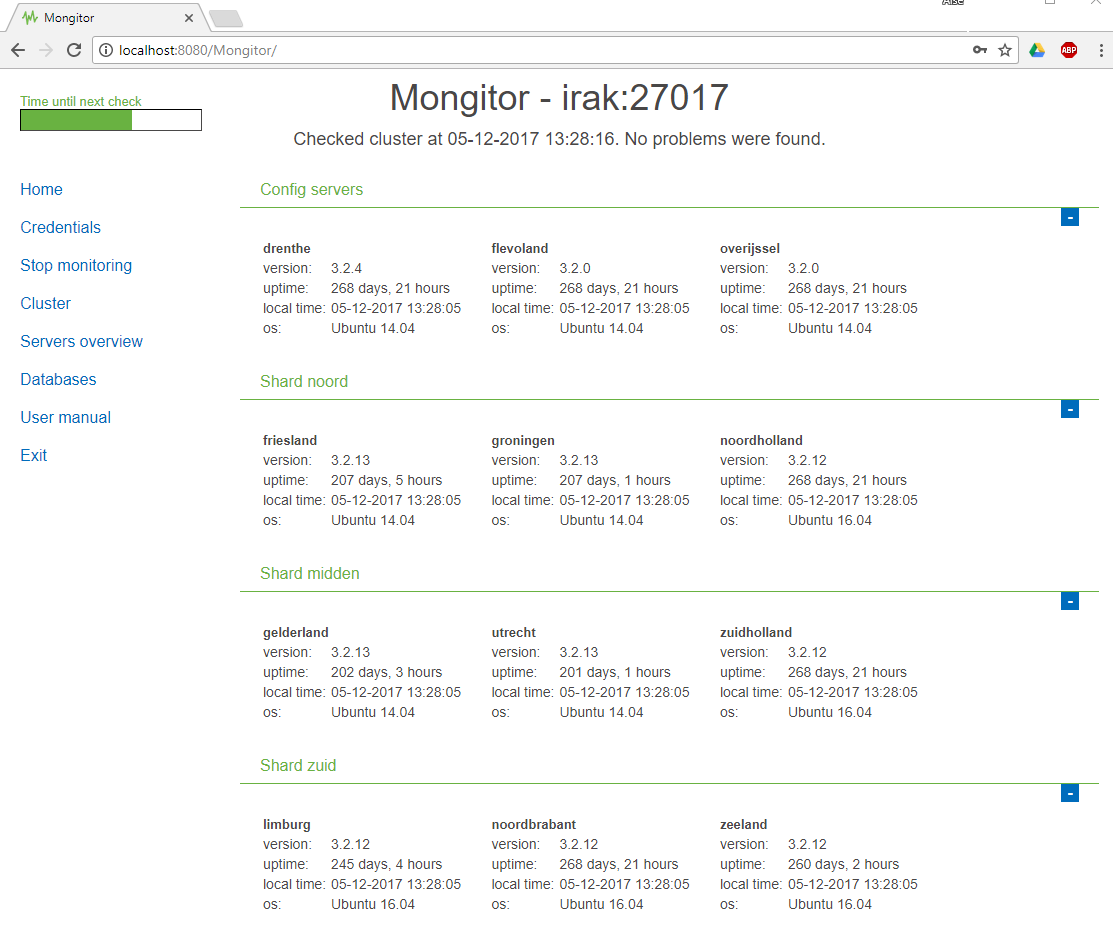 Mongitor
localhost:8080/Mongitor/
ABP
Time until next check
Mongitor - irak:27017
Checked cluster at 05-12-2017 13:28:16. No problems were found.
Home
Credentials
Stop monitoring
Cluster
Servers overview
Databases
User manual
Exit
Config servers
-
drenthe flevoland overijssel
version: 3.2.4 version: 3.2.0 version: 3.2.0
uptime: 268 days, 21 hours uptime: 268 days, 21 hours uptime: 268 days, 21 hours
local time: 05-12-2017 13:28:05 local time: 05-12-2017 13:28:05 local time: 05-12-2017 13:28:05
os: Ubuntu 14.04 os: Ubuntu 14.04 os: Ubuntu 14.04
Shard noord
-
friesland groningen noordholland
version: 3.2.13 version: 3.2.13 version: 3.2.12
uptime: 207 days, 5 hours uptime: 207 days, 1 hours uptime: 268 days, 21 hours
local time: 05-12-2017 13:28:05 local time: 05-12-2017 13:28:05 local time: 05-12-2017 13:28:05
os: Ubuntu 14.04 os: Ubuntu 14.04 os: Ubuntu 16.04
Shard midden
-
gelderland utrecht zuidholland
version: 3.2.13 version: 3.2.13 version: 3.2.12
uptime: 202 days, 3 hours uptime: 201 days, 1 hours uptime: 268 days, 21 hours
local time: 05-12-2017 13:28:05 local time: 05-12-2017 13:28:05 local time: 05-12-2017 13:28:05
os: Ubuntu 14.04 os: Ubuntu 14.04 os: Ubuntu 16.04
Shard zuid
-
limburg noordbrabant zeeland
version: 3.2.12 version: 3.2.12 version: 3.2.12
uptime: 245 days, 4 hours uptime: 268 days, 21 hours uptime: 260 days, 2 hours
local time: 05-12-2017 13:28:05 local time: 05-12-2017 13:28:05 local time: 05-12-2017 13:28:05
os: Ubuntu 16.04 os: Ubuntu 16.04 os: Ubuntu 16.04